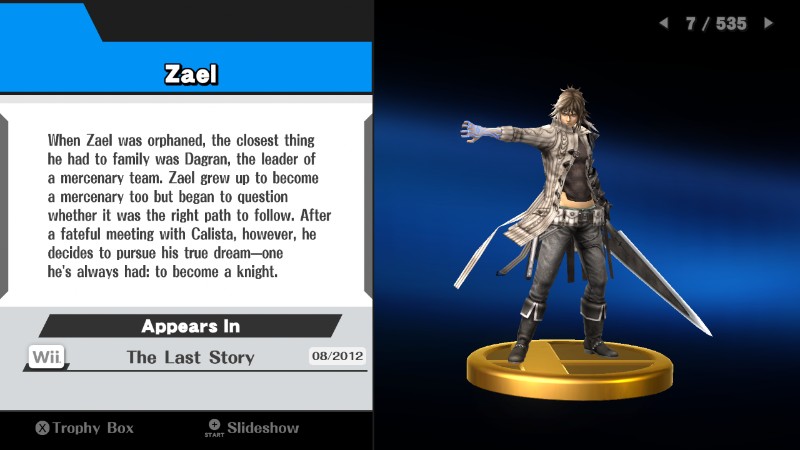 7 / 535
Zael
When Zael was orphaned, the closest thing
he had to family was Dagran, the leader of
a mercenary team. Zael grew up to become
a mercenary too but began to question
whether it was the right path to follow. After
a fateful meeting with Calista, however, he
decides to pursue his true dream—one
he's always had: to become a knight.
Appears In
Wii The Last Story 08/2012
X Trophy Box START Slideshow